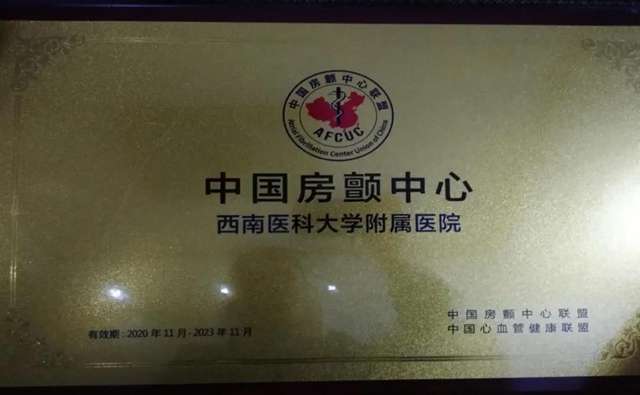 中国房颤中心联盟
AFCUC
Atrial Fibrillation Center Union of China
中国房颤中心
西南医科大学附属医院
中国房颤中心联盟
有效期:2020年11月-2023年11月
中国心血管健康联盟